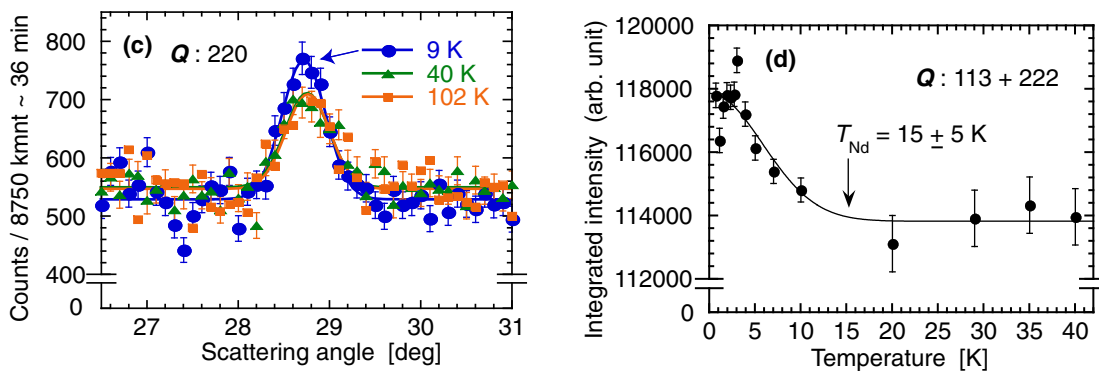 (c)
Q : 220
9 K
40 K
102 K
Counts / 8750 kmnt ~ 36 min
800
700
600
500
400
0
27
28
29
30
31
Scattering angle [deg]
(d)
Q : 113 + 222
T_Nd = 15 ± 5 K
Integrated intensity (arb. unit)
120000
118000
116000
114000
112000
0
0
5
10
15
20
25
30
35
40
Temperature [K]